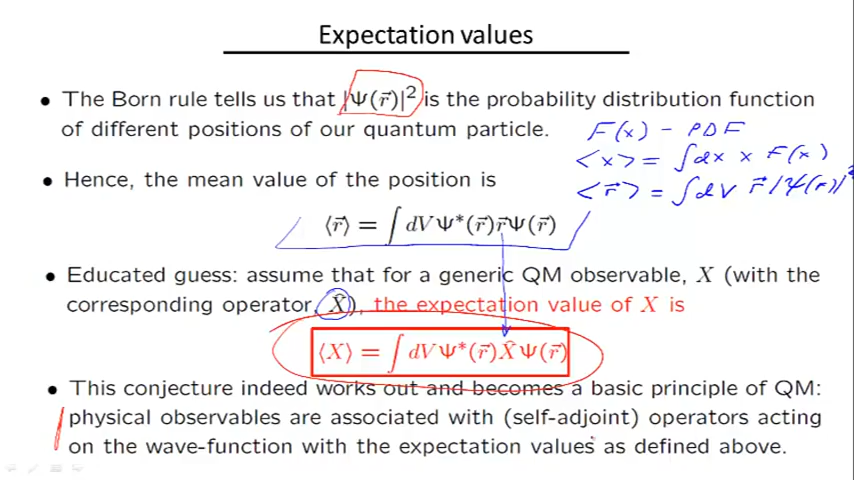 Expectation values
• The Born rule tells us that |Ψ(r⃗)|² is the probability distribution function
of different positions of our quantum particle.
F(x) - PDF
<x> = ∫dx x F(x)
• Hence, the mean value of the position is
<r⃗> = ∫dV r⃗ |Ψ(r)|²
⟨r⃗⟩ = ∫ dVΨ*(r⃗)r⃗Ψ(r⃗)
• Educated guess: assume that for a generic QM observable, X (with the
corresponding operator, X̂), the expectation value of X is
⟨X⟩ = ∫ dVΨ*(r⃗)X̂Ψ(r⃗)
• This conjecture indeed works out and becomes a basic principle of QM:
physical observables are associated with (self-adjoint) operators acting
on the wave-function with the expectation values as defined above.